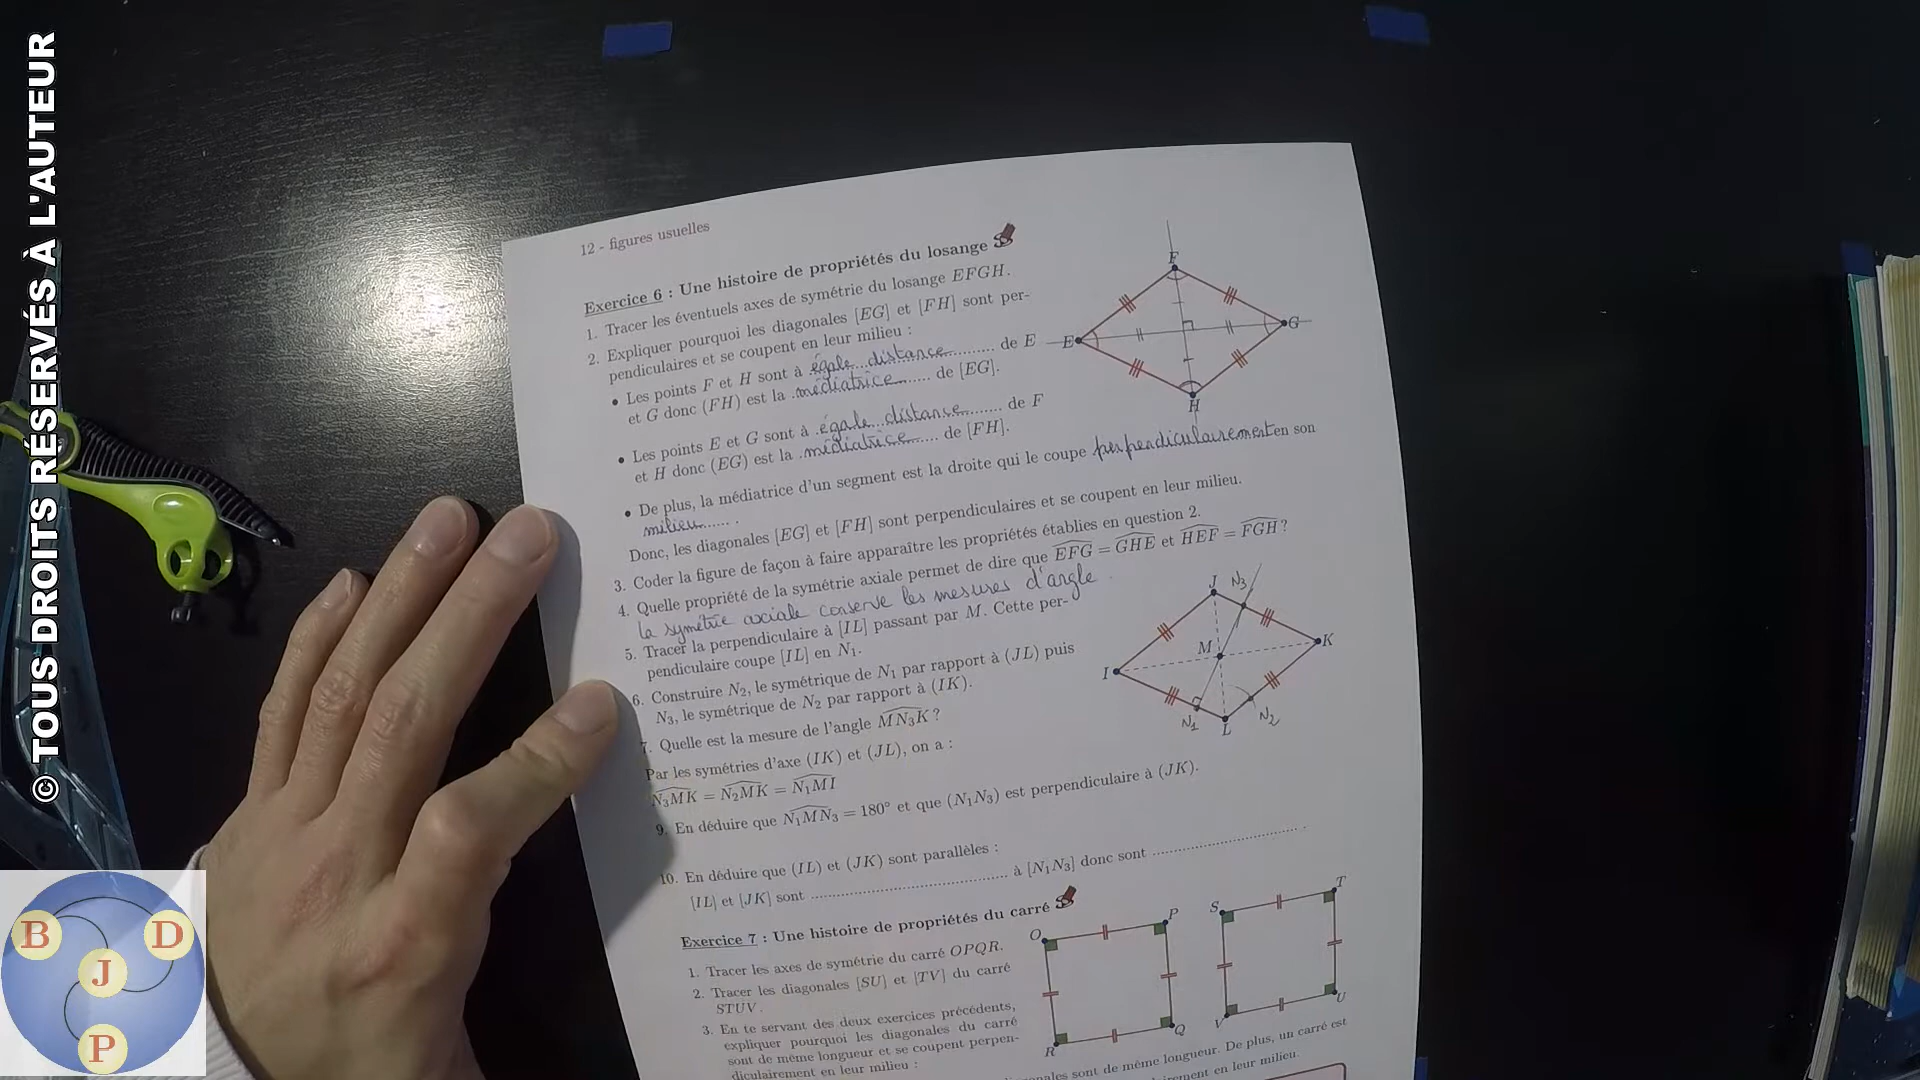 © TOUS DROITS RÉSERVÉS À L'AUTEUR
12 - figures usuelles
Exercice 6 : Une histoire de propriétés du losange
1. Tracer les éventuels axes de symétrie du losange EFGH.
2. Expliquer pourquoi les diagonales [EG] et [FH] sont per-
pendiculaires et se coupent en leur milieu :
• Les points F et H sont à égale distance de E
et G donc (FH) est la médiatrice de [EG].
• Les points E et G sont à égale distance de F
et H donc (EG) est la médiatrice de [FH].
• De plus, la médiatrice d'un segment est la droite qui le coupe perpendiculairement en son
milieu .
Donc, les diagonales [EG] et [FH] sont perpendiculaires et se coupent en leur milieu.
3. Coder la figure de façon à faire apparaître les propriétés établies en question 2.
4. Quelle propriété de la symétrie axiale permet de dire que EFG = GHE et HEF = FGH ?
la symétrie axiale conserve les mesures d'angle.
5. Tracer la perpendiculaire à [IL] passant par M. Cette per-
pendiculaire coupe [IL] en N1.
6. Construire N2, le symétrique de N1 par rapport à (JL) puis
N3, le symétrique de N2 par rapport à (IK).
7. Quelle est la mesure de l'angle MN3K ?
Par les symétries d'axe (IK) et (JL), on a :
N3MK = N2MK = N1MI
9. En déduire que N1MN3 = 180° et que (N1N3) est perpendiculaire à (JK).
10. En déduire que (IL) et (JK) sont parallèles :
[IL] et [JK] sont .......... à [N1N3] donc sont .......... .
F
E
G
H
J
N3
M
K
I
N1
L
N2
Exercice 7 : Une histoire de propriétés du carré
1. Tracer les axes de symétrie du carré OPQR.
2. Tracer les diagonales [SU] et [TV] du carré
STUV.
3. En te servant des deux exercices précédents,
expliquer pourquoi les diagonales du carré
sont de même longueur et se coupent perpen-
diculairement en leur milieu :
O
P
R
Q
S
T
V
U
sont de même longueur. De plus, un carré est
en leur milieu.
B
D
J
P